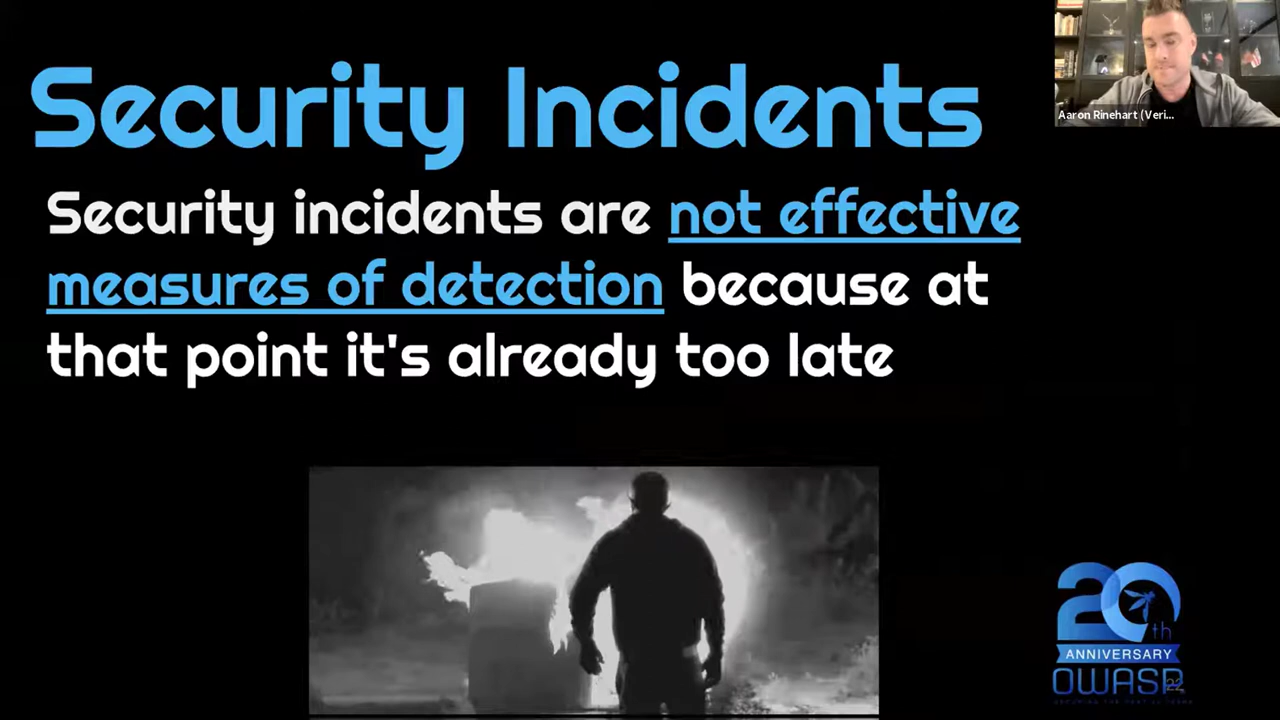 Security Incidents
Aaron Rinehart (Veri...
Security incidents are not effective
measures of detection because at
that point it's already too late
20th
ANNIVERSARY
OWASP
22